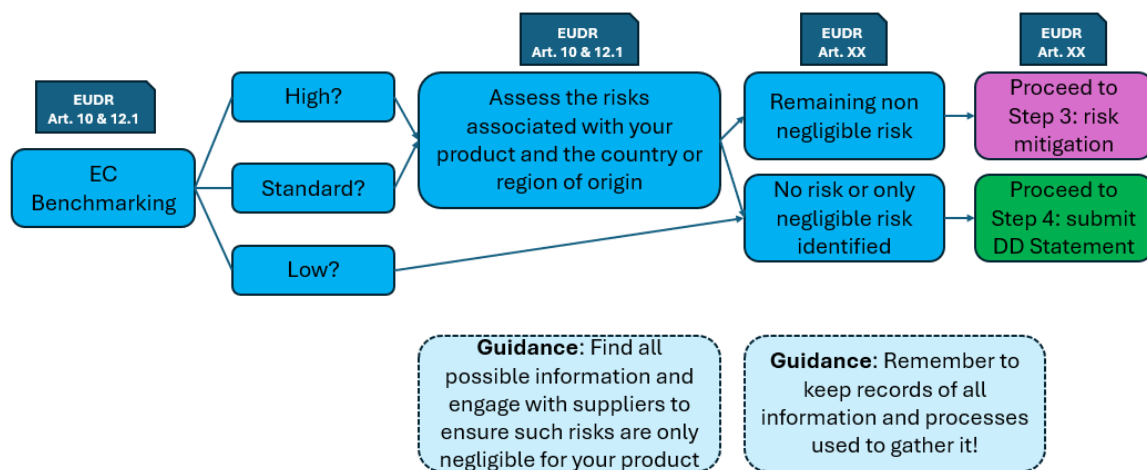 EUDR
Art. 10 & 12.1
EUDR
Art. XX
EUDR
Art. XX
EUDR
Art. 10 & 12.1
EC
Benchmarking
High?
Standard?
Low?
Assess the risks
associated with your
product and the country or
region of origin
Remaining non
negligible risk
Proceed to
Step 3: risk
mitigation
No risk or only
negligible risk
identified
Proceed to
Step 4: submit
DD Statement
Guidance: Find all
possible information and
engage with suppliers to
ensure such risks are only
negligible for your product
Guidance: Remember to
keep records of all
information and processes
used to gather it!